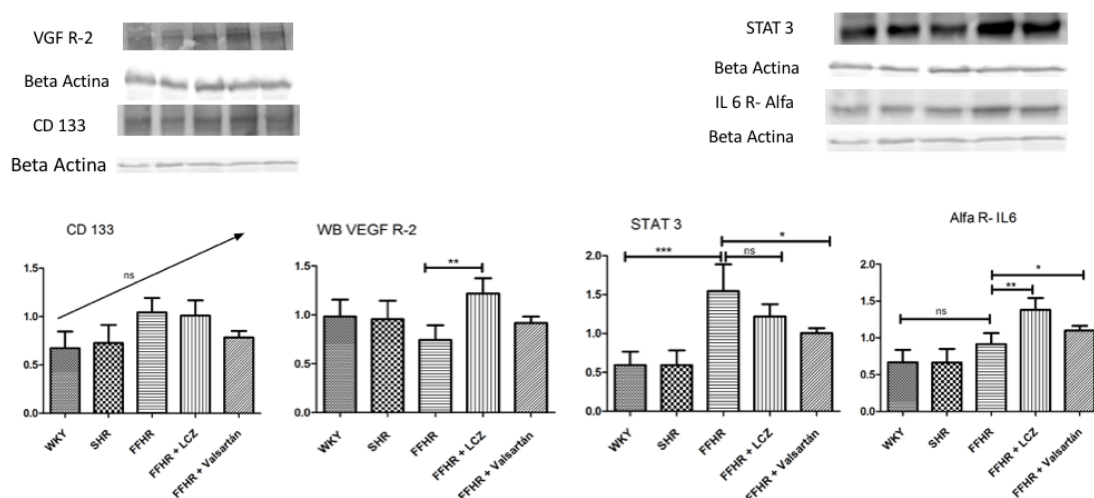 VGF R-2
Beta Actina
CD 133
Beta Actina
STAT 3
Beta Actina
IL 6 R- Alfa
Beta Actina
CD 133
ns
1.5
1.0
0.5
0.0
WKY
SHR
FFHR
FFHR + LCZ
FFHR + Valsartán
WB VEGF R-2
**
1.5
1.0
0.5
0.0
WKY
SHR
FFHR
FFHR + LCZ
FFHR + Valsartán
STAT 3
*
***
ns
2.0
1.5
1.0
0.5
0.0
WKY
SHR
FFHR
FFHR + LCZ
FFHR + Valsartán
Alfa R- IL6
*
**
ns
2.0
1.5
1.0
0.5
0.0
WKY
SHR
FFHR
FFHR + LCZ
FFHR + Valsartán